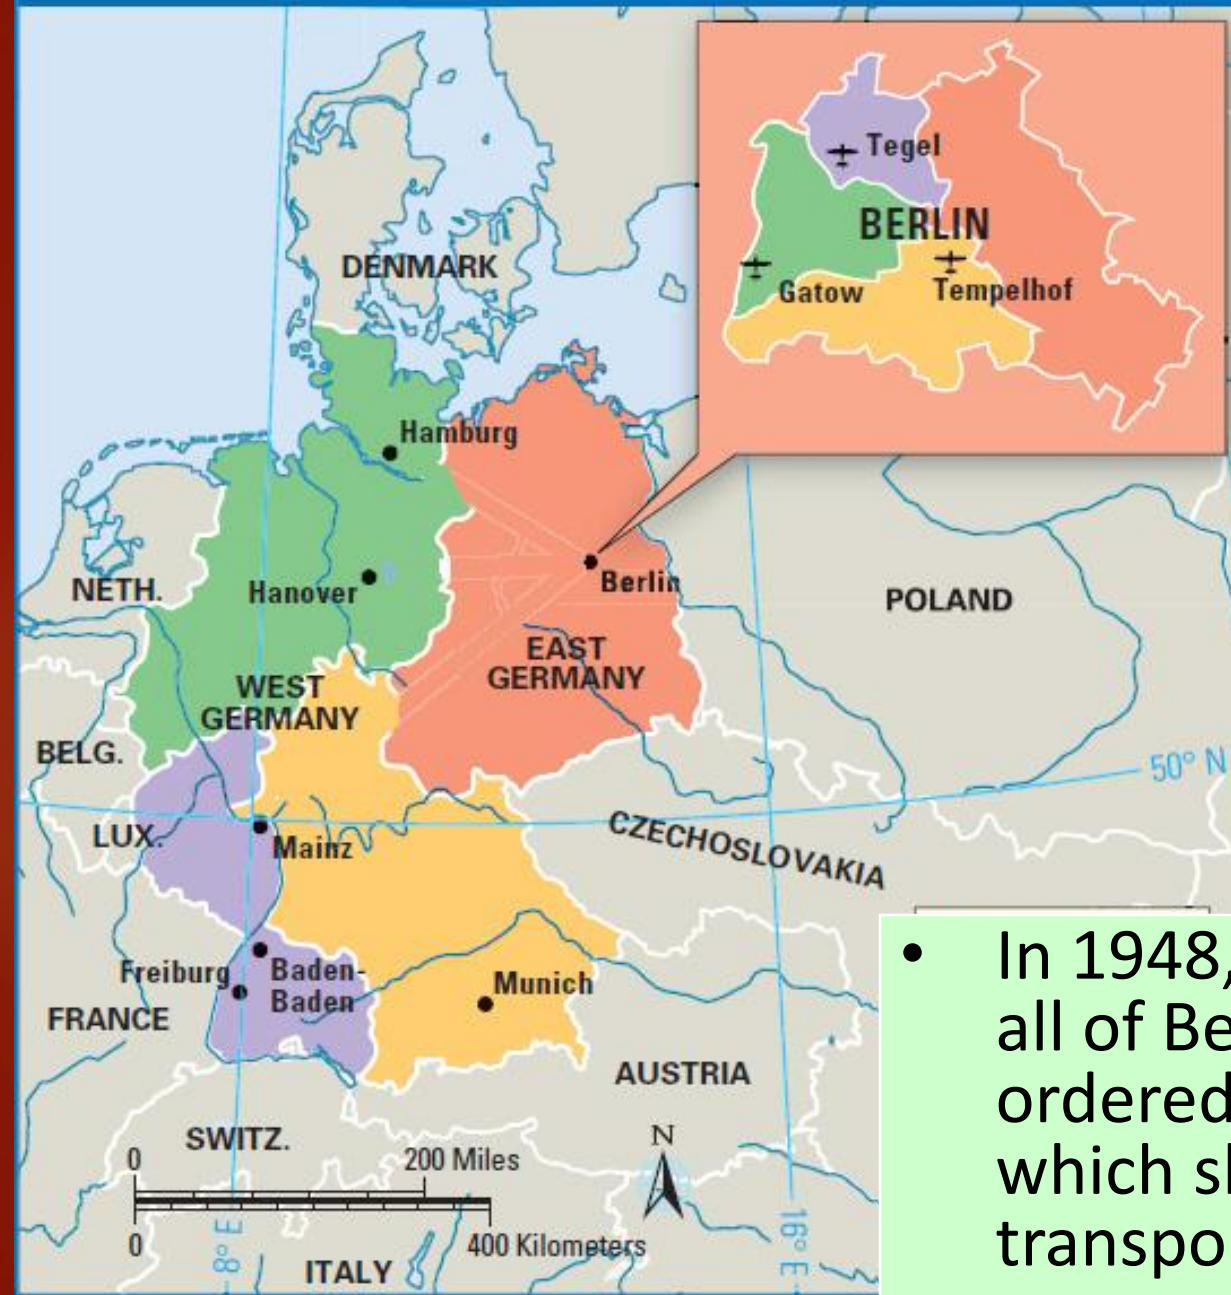 DENMARK
Tegel
BERLIN
Gatow
Tempelhof
Hamburg
NETH.
Hanover
Berlin
POLAND
EAST
GERMANY
WEST
GERMANY
BELG.
50° N
LUX.
Mainz
CZECHOSLOVAKIA
Freiburg
Baden-
Baden
Munich
FRANCE
AUSTRIA
SWITZ.
N
0
200 Miles
0
400 Kilometers
8° E
16° E
ITALY
• In 1948,
all of Be
ordered
which sl
transpo